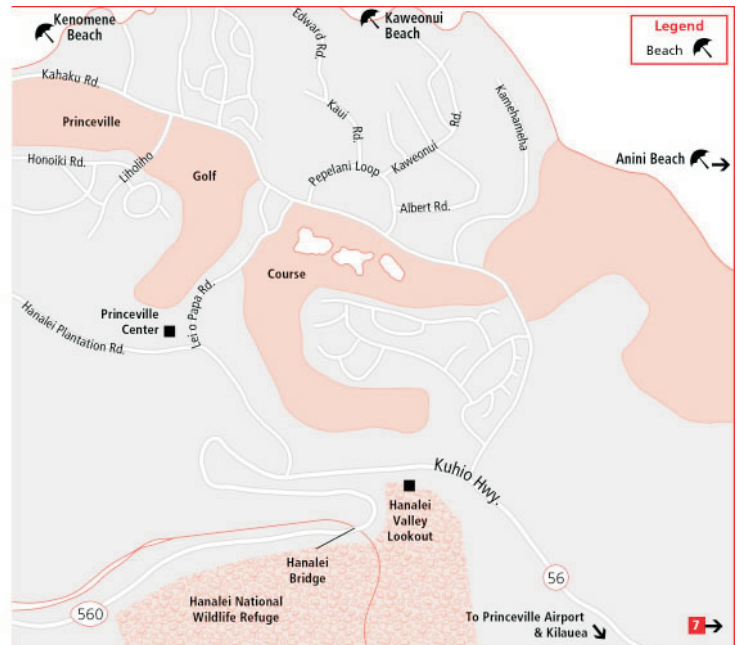 Kenomene
Beach
Kaweonui
Beach
Legend
Beach
Edward Rd.
Kahaku Rd.
Kaui
Rd.
Rd.
Kamehameha
Princeville
Honoiki Rd.
Liholiho
Golf
Pepelani Loop
Kaweonui
Anini Beach
Albert Rd.
Course
Princeville
Center
Lei o Papa Rd.
Hanalei Plantation Rd.
Kuhio Hwy.
Hanalei
Valley
Lookout
Hanalei
Bridge
56
Hanalei National
Wildlife Refuge
560
To Princeville Airport
& Kilauea
7